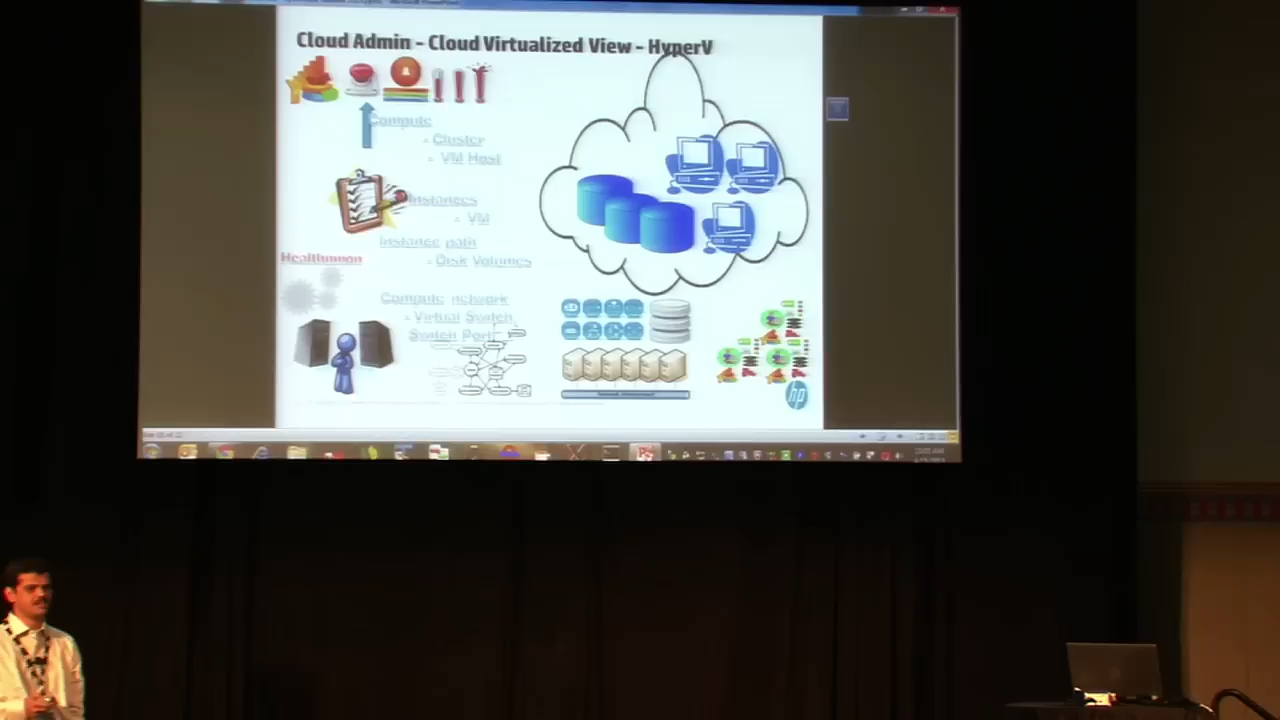 Cloud Admin – Cloud Virtualized View – HyperV
Compute
- Cluster
- VM Host
Instances
- VM
Instance path
- Disk Volumes
Healthnmon
Compute network
- Virtual Switch
Switch Port
hp